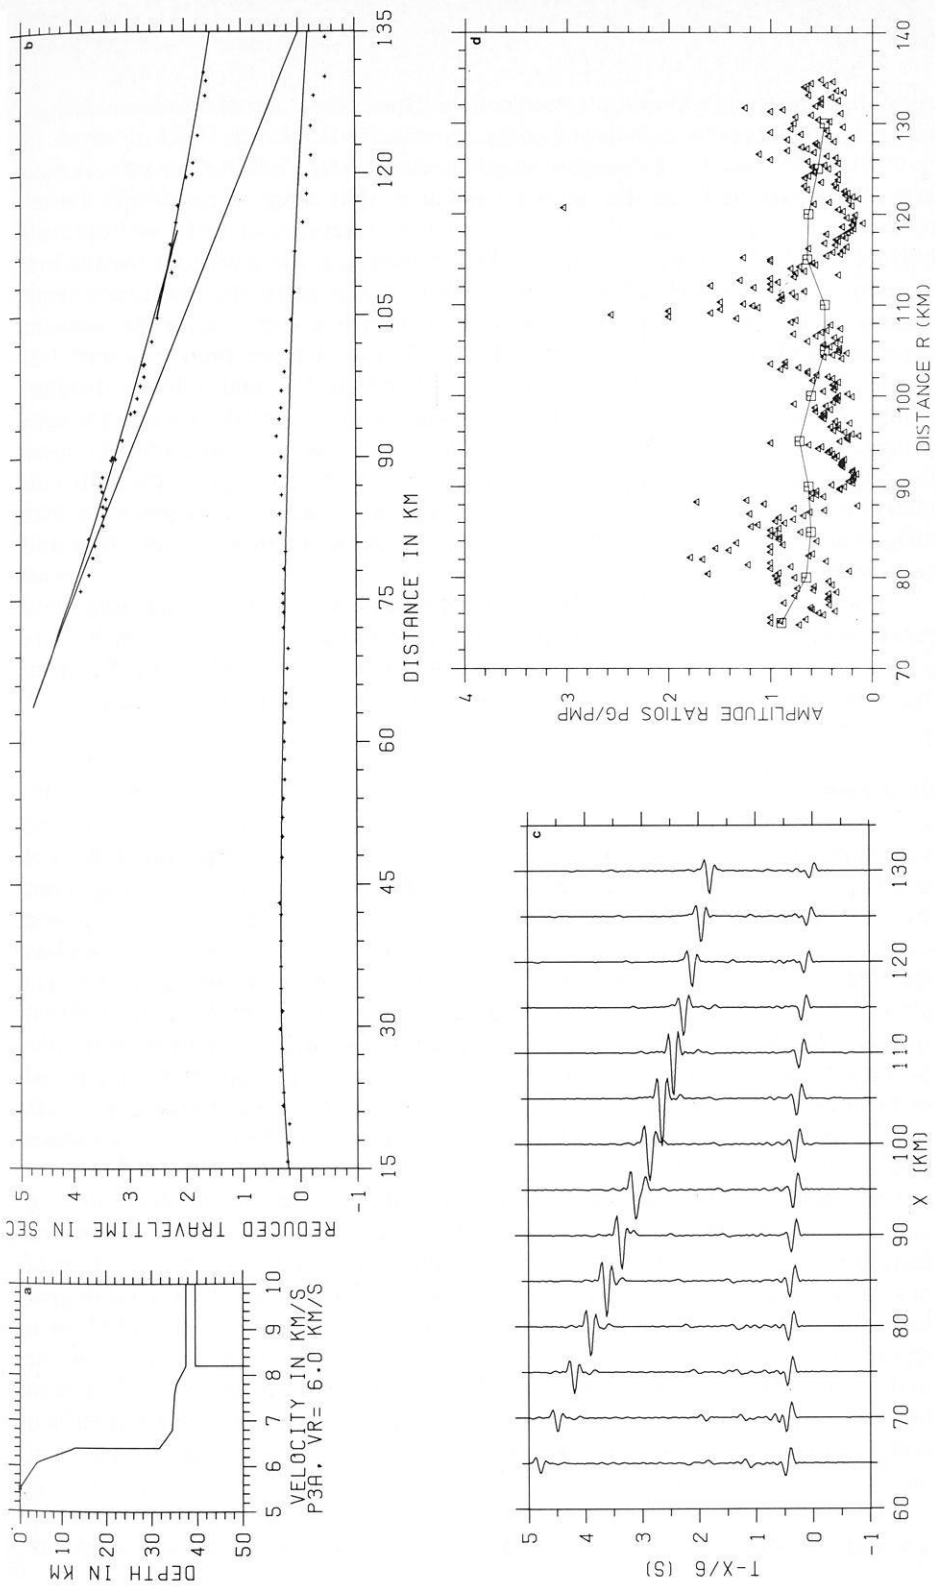 a
0 10 20 30 40 50
DEPTH IN KM
5 6 7 8 9 10
VELOCITY IN KM/S
P3A, VR= 6.0 KM/S
b
5 4 3 2 1 0 -1
REDUCED TRAVELTIME IN SEC
15 30 45 60 75 90 105 120 135
DISTANCE IN KM
c
5 4 3 2 1 0 -1
T-X/6 (S)
60 70 80 90 100 110 120 130
X (KM)
d
4 3 2 1 0
AMPLITUDE RATIOS PG/PMP
70 80 90 100 110 120 130 140
DISTANCE R (KM)